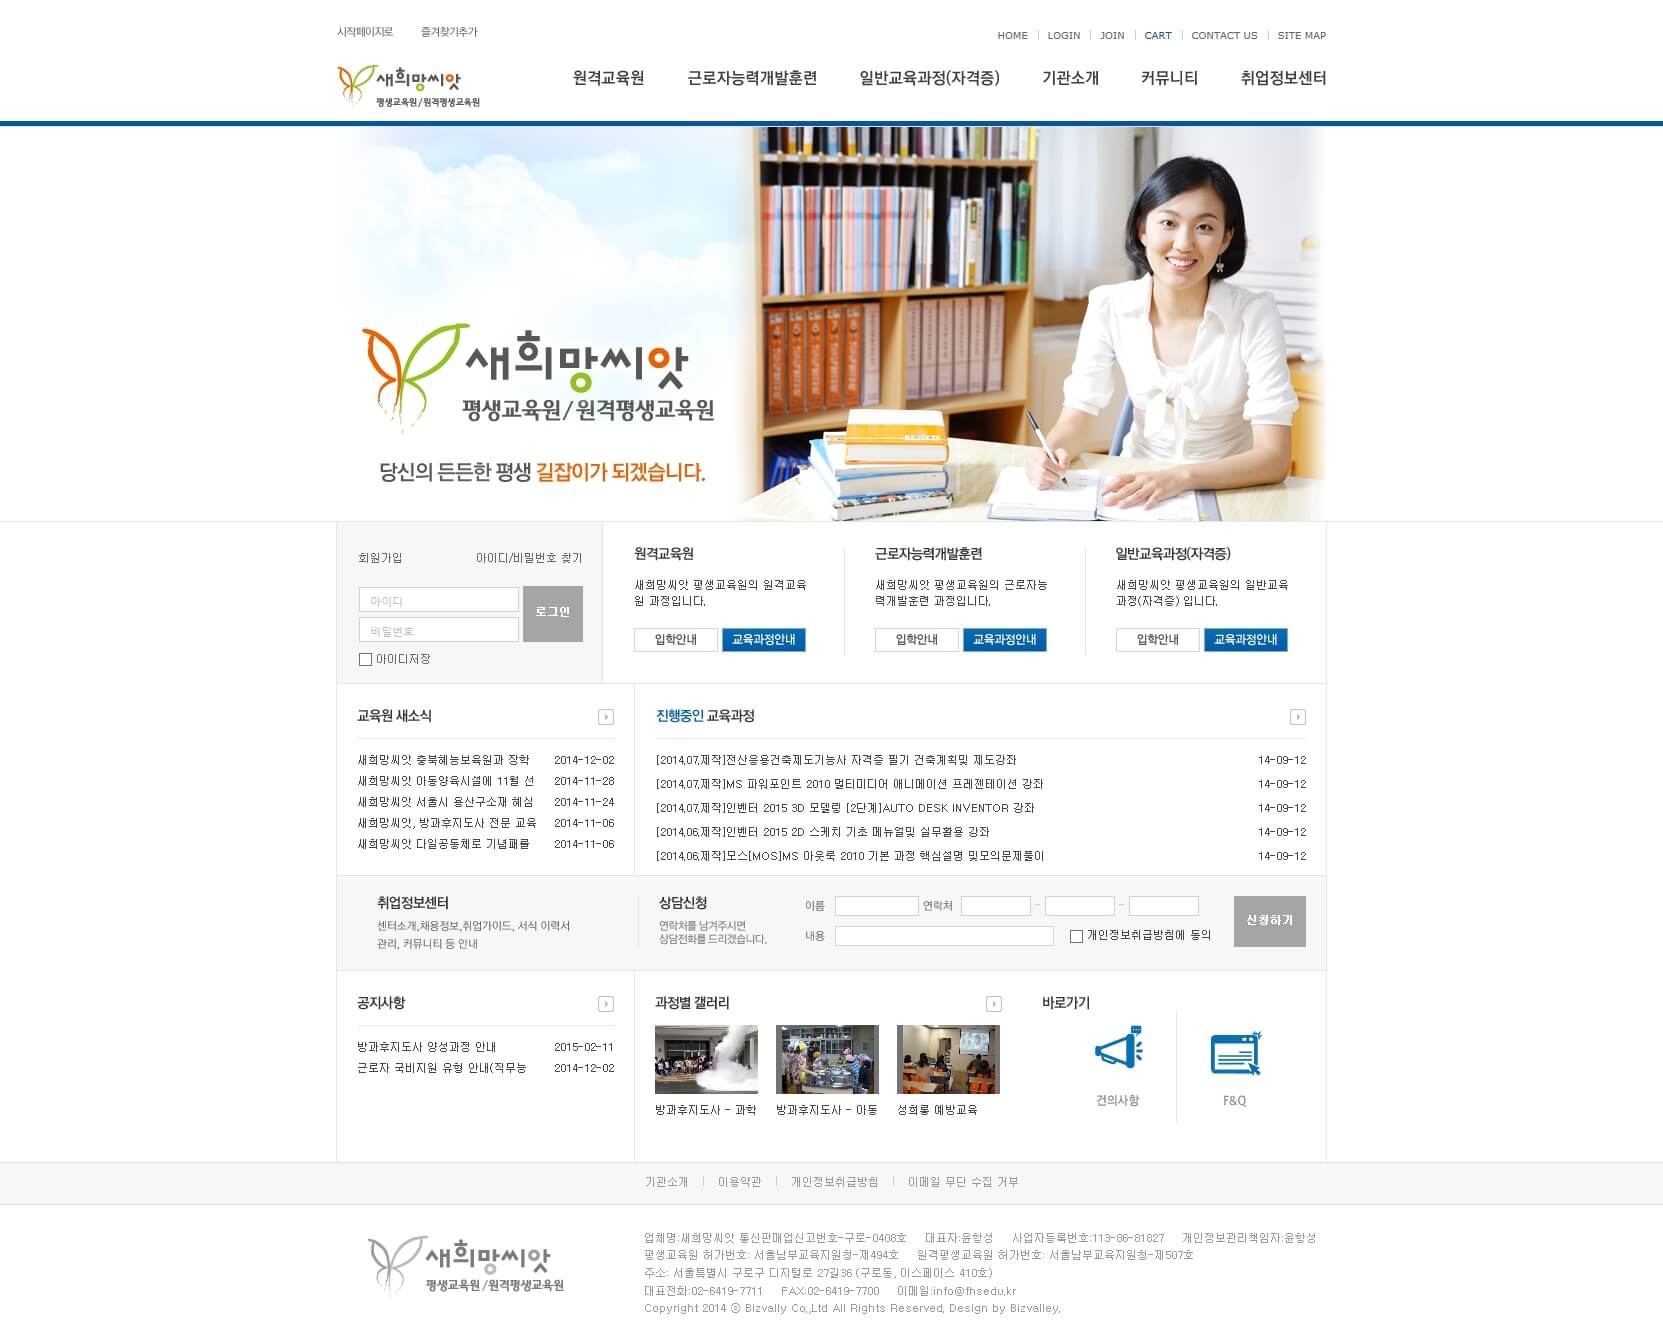 시작페이지로 즐겨찾기추가
HOME LOGIN JOIN CART CONTACT US SITE MAP
새희망씨앗
평생교육원/원격평생교육원
원격교육원 근로자능력개발훈련 일반교육과정(자격증) 기관소개 커뮤니티 취업정보센터
새희망씨앗
평생교육원/원격평생교육원
당신의 든든한 평생 길잡이가 되겠습니다.
회원가입 아이디/비밀번호 찾기
아이디
비밀번호
로그인
아이디저장
원격교육원
새희망씨앗 평생교육원의 원격교육
원 과정입니다.
입학안내 교육과정안내
근로자능력개발훈련
새희망씨앗 평생교육원의 근로자능
력개발훈련 과정입니다.
입학안내 교육과정안내
일반교육과정(자격증)
새희망씨앗 평생교육원의 일반교육
과정(자격증) 입니다.
입학안내 교육과정안내
교육원 새소식
새희망씨앗 충북혜능보육원과 장학 2014-12-02
새희망씨앗 아동양육시설에 11월 선 2014-11-28
새희망씨앗 서울시 용산구소재 혜심 2014-11-24
새희망씨앗, 방과후지도사 전문 교육 2014-11-06
새희망씨앗 다일공동체로 기념패를 2014-11-06
진행중인 교육과정
[2014.07.제작]전산응용건축제도기능사 자격증 필기 건축계획및 제도강좌 14-09-12
[2014.07.제작]MS 파워포인트 2010 멀티미디어 애니메이션 프레젠테이션 강좌 14-09-12
[2014.07.제작]인벤터 2015 3D 모델링 [2단계]AUTO DESK INVENTOR 강좌 14-09-12
[2014.06.제작]인벤터 2015 2D 스케치 기초 메뉴얼및 실무활용 강좌 14-09-12
[2014.06.제작]모스[MOS]MS 아웃룩 2010 기본 과정 핵심설명 및모의문제풀이 14-09-12
취업정보센터
센터소개,채용정보,취업가이드, 서식 이력서
관리, 커뮤니티 등 안내
상담신청
연락처를 남겨주시면
상담전화를 드리겠습니다.
이름 연락처 - -
내용 개인정보취급방침에 동의
신청하기
공지사항
방과후지도사 양성과정 안내 2015-02-11
근로자 국비지원 유형 안내(직무능 2014-12-02
과정별 갤러리
방과후지도사 - 과학 방과후지도사 - 아동 성희롱 예방교육
바로가기
건의사항 F&Q
기관소개 이용약관 개인정보취급방침 이메일 무단 수집 거부
새희망씨앗
평생교육원/원격평생교육원
업체명:새희망씨앗 통신판매업신고번호-구로-0408호 대표자:윤항성 사업자등록번호:113-86-81827 개인정보관리책임자:윤항성
평생교육원 허가번호: 서울남부교육지원청-제494호 원격평생교육원 허가번호: 서울남부교육지원청-제507호
주소: 서울특별시 구로구 디지털로 27길36 (구로동, 이스페이스 410호)
대표전화:02-6419-7711 FAX:02-6419-7700 이메일:info@fhsedu.kr
Copyright 2014 ⓒ Bizvally Co.,Ltd All Rights Reserved. Design by Bizvalley.